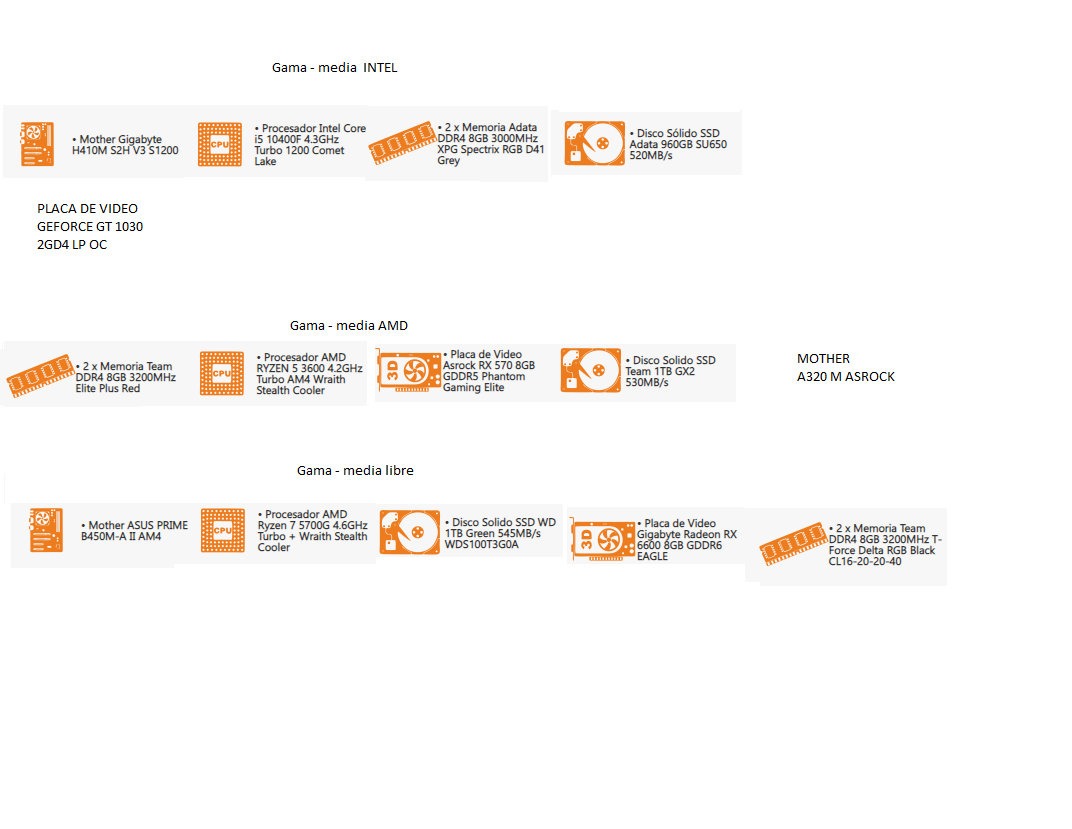 Gama - media  INTEL
• Mother Gigabyte
H410M S2H V3 S1200
CPU
• Procesador Intel Core
i5 10400F 4.3GHz
Turbo 1200 Comet
Lake
• 2 x Memoria Adata
DDR4 8GB 3000MHz
XPG Spectrix RGB D41
Grey
• Disco Sólido SSD
Adata 960GB SU650
520MB/s
PLACA DE VIDEO
GEFORCE GT 1030
2GD4 LP OC
Gama - media AMD
• 2 x Memoria Team
DDR4 8GB 3200MHz
Elite Plus Red
CPU
• Procesador AMD
RYZEN 5 3600 4.2GHz
Turbo AM4 Wraith
Stealth Cooler
3D
• Placa de Video
Asrock RX 570 8GB
GDDR5 Phantom
Gaming Elite
• Disco Solido SSD
Team 1TB GX2
530MB/s
MOTHER
A320 M ASROCK
Gama - media libre
• Mother ASUS PRIME
B450M-A II AM4
CPU
• Procesador AMD
Ryzen 7 5700G 4.6GHz
Turbo + Wraith Stealth
Cooler
• Disco Solido SSD WD
1TB Green 545MB/s
WDS100T3G0A
3D
• Placa de Video
Gigabyte Radeon RX
6600 8GB GDDR6
EAGLE
• 2 x Memoria Team
DDR4 8GB 3200MHz T-
Force Delta RGB Black
CL16-20-20-40